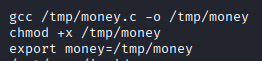 gcc /tmp/money.c -o /tmp/money
chmod +x /tmp/money
export money=/tmp/money